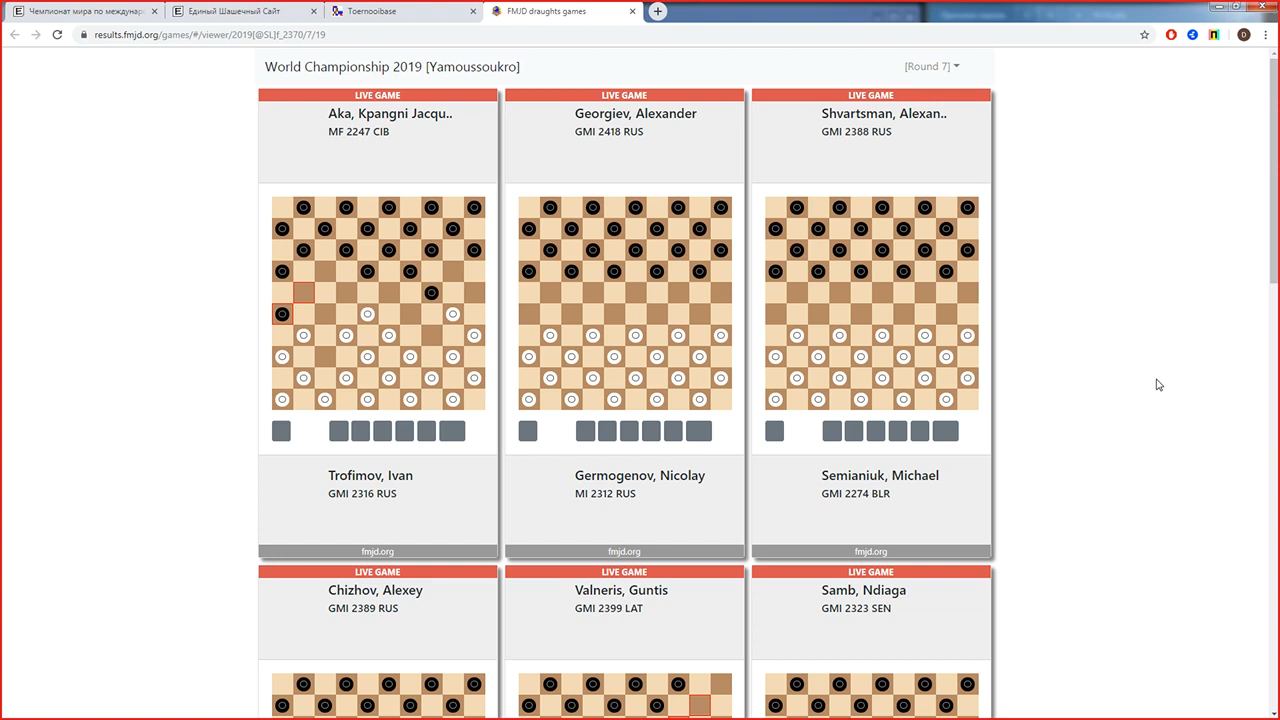 Чемпионат мира по междунар
Единый Шашечный Сайт
Toernooibase
FMJD draughts games
results.fmjd.org/games/#/viewer/2019[@SL]f_2370/7/19
D
World Championship 2019 [Yamoussoukro]
[Round 7]
LIVE GAME
Aka, Kpangni Jacqu..
MF 2247 CIB
Trofimov, Ivan
GMI 2316 RUS
fmjd.org
LIVE GAME
Georgiev, Alexander
GMI 2418 RUS
Germogenov, Nicolay
MI 2312 RUS
fmjd.org
LIVE GAME
Shvartsman, Alexan..
GMI 2388 RUS
Semianiuk, Michael
GMI 2274 BLR
fmjd.org
LIVE GAME
Chizhov, Alexey
GMI 2389 RUS
LIVE GAME
Valneris, Guntis
GMI 2399 LAT
LIVE GAME
Samb, Ndiaga
GMI 2323 SEN